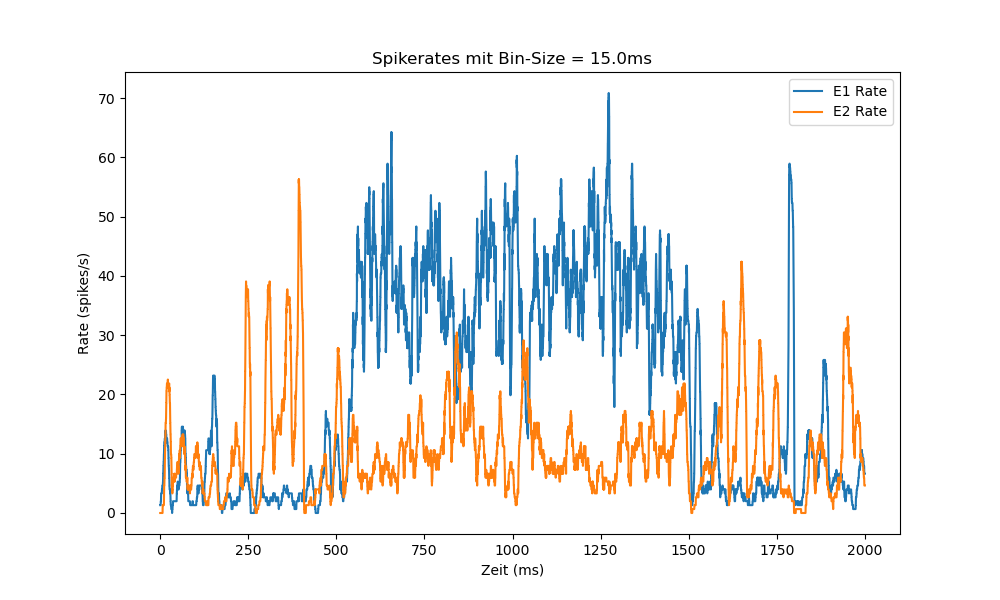 Spikerates mit Bin-Size = 15.0ms
E1 Rate
E2 Rate
Rate (spikes/s)
70
60
50
40
30
20
10
0
0 250 500 750 1000 1250 1500 1750 2000
Zeit (ms)